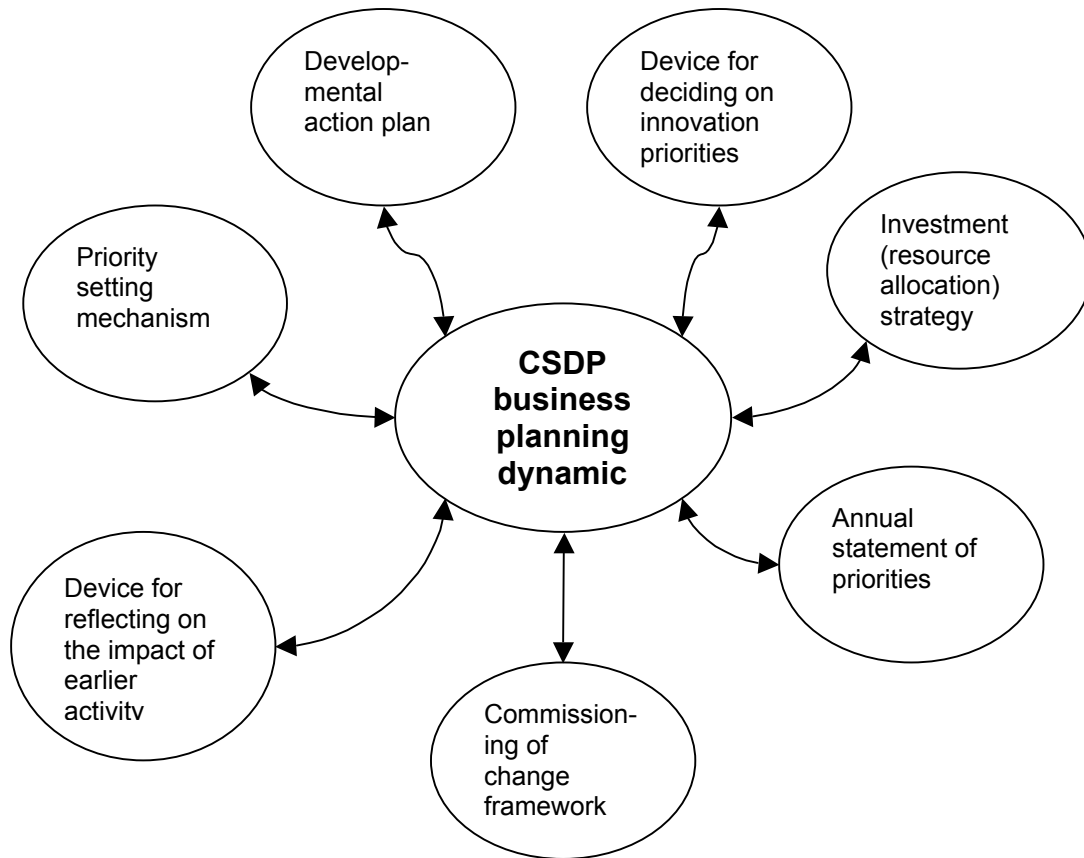 Develop-
mental
action plan
Device for
deciding on
innovation
priorities
Investment
(resource
allocation)
strategy
Priority
setting
mechanism
CSDP
business
planning
dynamic
Annual
statement of
priorities
Device for
reflecting on
the impact of
earlier
activity
Commission-
ing of
change
framework